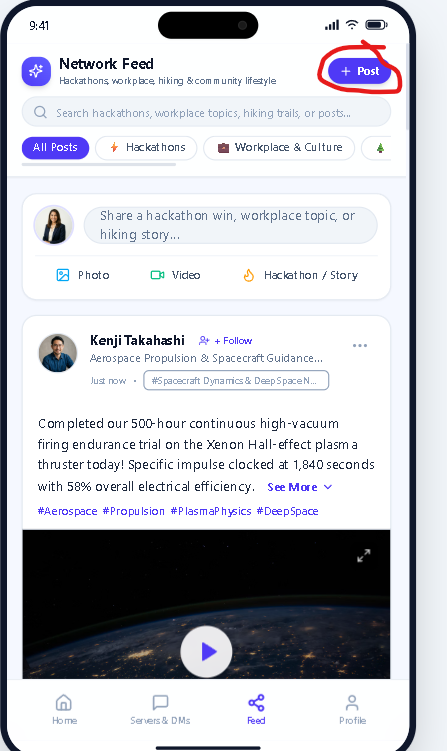 9:41
Network Feed
Hackathons, workplace, hiking & community lifestyle
+ Post
Search hackathons, workplace topics, hiking trails, or posts...
All Posts
Hackathons
Workplace & Culture
Share a hackathon win, workplace topic, or
hiking story...
Photo
Video
Hackathon / Story
Kenji Takahashi
+ Follow
Aerospace Propulsion & Spacecraft Guidance...
Just now • #Spacecraft Dynamics & Deep Space N...
Completed our 500-hour continuous high-vacuum
firing endurance trial on the Xenon Hall-effect plasma
thruster today! Specific impulse clocked at 1,840 seconds
with 58% overall electrical efficiency. See More
#Aerospace #Propulsion #PlasmaPhysics #DeepSpace
Home
Servers & DMs
Feed
Profile